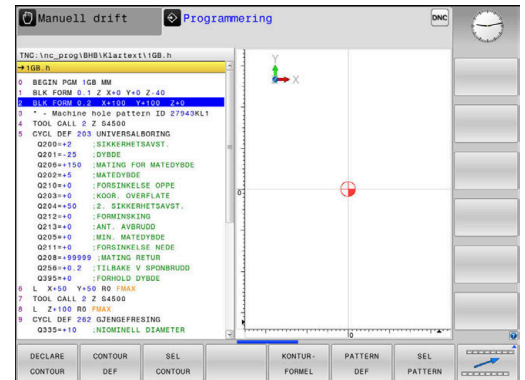 Manuell drift
Programmering
DNC
TNC:\nc_prog\BHB\Klartext\1GB.h
→1GB.h
0 BEGIN PGM 1GB MM
1 BLK FORM 0.1 Z X+0 Y+0 Z-40
2 BLK FORM 0.2 X+100 Y+100 Z+0
3 * - Machine hole pattern ID 27943KL1
4 TOOL CALL 2 Z S4500
5 CYCL DEF 203 UNIVERSALBORING
Q200=+2 ;SIKKERHETSAVST.
Q201=-25 ;DYBDE
Q206=+150 ;MATING FOR MATEDYBDE
Q202=+5 ;MATEDYBDE
Q210=+0 ;FORSINKELSE OPPE
Q203=+0 ;KOOR. OVERFLATE
Q204=+50 ;2. SIKKERHETSAVST.
Q212=+0 ;FORMINSKING
Q213=+0 ;ANT. AVBRUDD
Q205=+0 ;MIN. MATEDYBDE
Q211=+0 ;FORSINKELSE NEDE
Q208=+99999 ;MATING RETUR
Q256=+0.2 ;TILBAKE V SPONBRUDD
Q395=+0 ;FORHOLD DYBDE
6 L X+50 Y+50 R0 FMAX
7 TOOL CALL 2 Z S4500
8 L Z+100 R0 FMAX
9 CYCL DEF 262 GJENGEFRESING
Q335=+10 ;NIOMINELL DIAMETER
Y
X
0
0
DECLARE CONTOUR
CONTOUR DEF
SEL CONTOUR
KONTUR-FORMEL
PATTERN DEF
SEL PATTERN